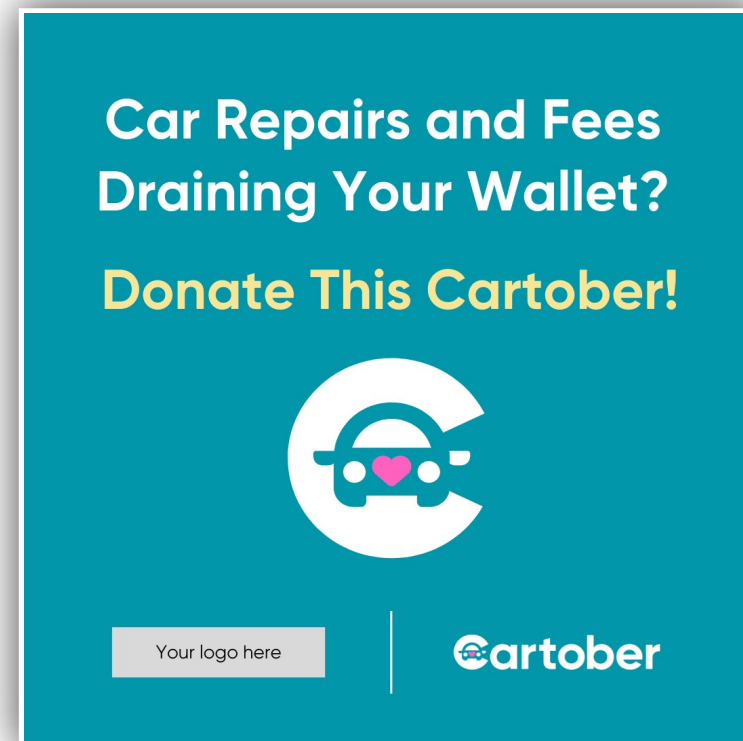 Car Repairs and Fees
Draining Your Wallet?
Donate This Cartober!
Your logo here
Cartober